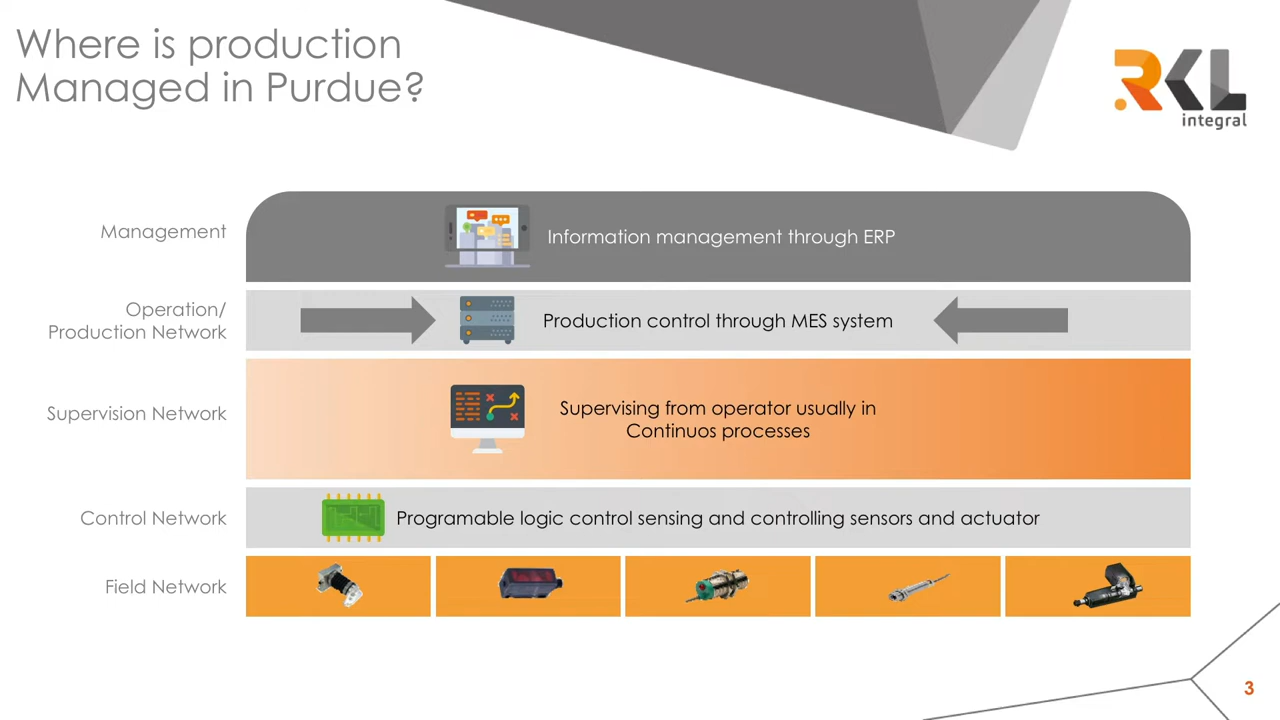 Where is production
Managed in Purdue?
RKL
integral
Management
Information management through ERP
Operation/
Production Network
Production control through MES system
Supervision Network
Supervising from operator usually in
Continuos processes
Control Network
Programable logic control sensing and controlling sensors and actuator
Field Network
3